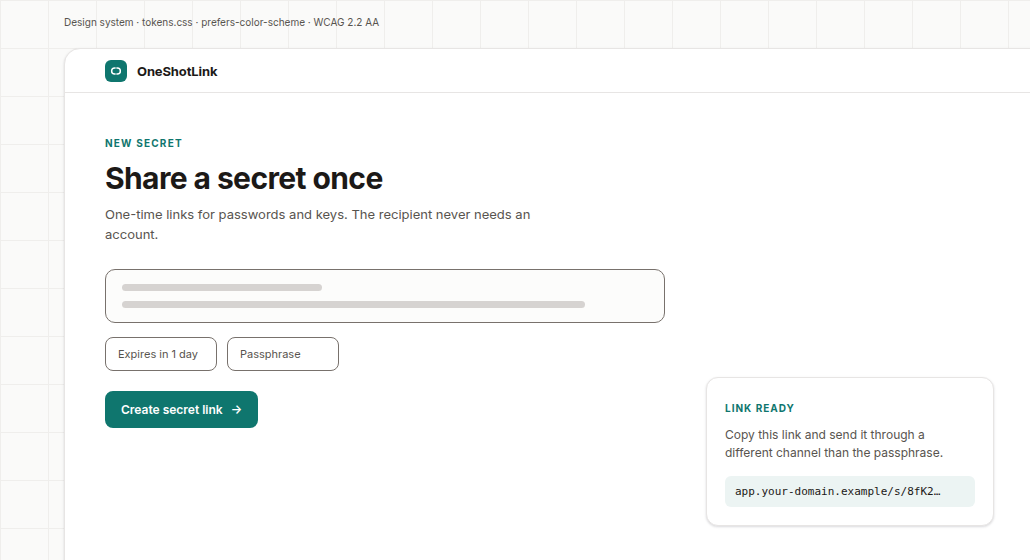 Design system · tokens.css · prefers-color-scheme · WCAG 2.2 AA
OneShotLink
NEW SECRET
Share a secret once
One-time links for passwords and keys. The recipient never needs an
account.
Expires in 1 day
Passphrase
Create secret link →
LINK READY
Copy this link and send it through a
different channel than the passphrase.
app.your-domain.example/s/8fK2…